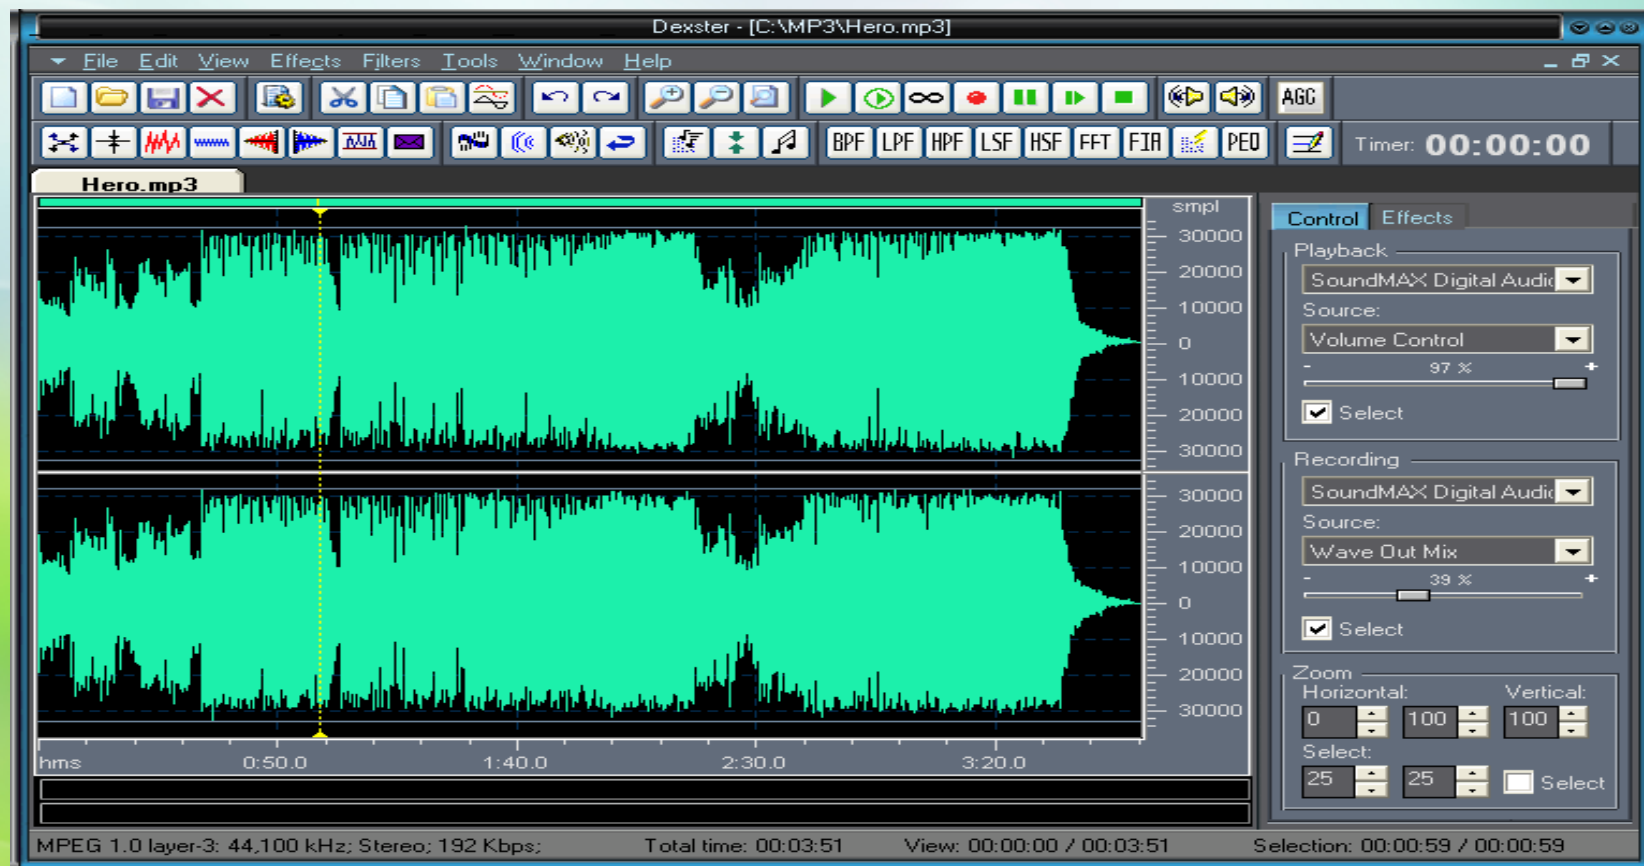 Dexster - [C:\MP3\Hero.mp3]
File Edit View Effects Filters Tools Window Help
AGC
BPF LPF HPF LSF HSF FFT FIR PEQ Timer: 00:00:00
Hero.mp3
smpl
30000
20000
10000
0
10000
20000
30000
30000
20000
10000
0
10000
20000
30000
hms 0:50.0 1:40.0 2:30.0 3:20.0
Control Effects
Playback
SoundMAX Digital Audic
Source:
Volume Control
- 97 % +
Select
Recording
SoundMAX Digital Audic
Source:
Wave Out Mix
- 39 % +
Select
Zoom
Horizontal: Vertical:
0 100 100
Select:
25 25 Select
MPEG 1.0 layer-3: 44,100 kHz; Stereo; 192 Kbps; Total time: 00:03:51 View: 00:00:00 / 00:03:51 Selection: 00:00:59 / 00:00:59